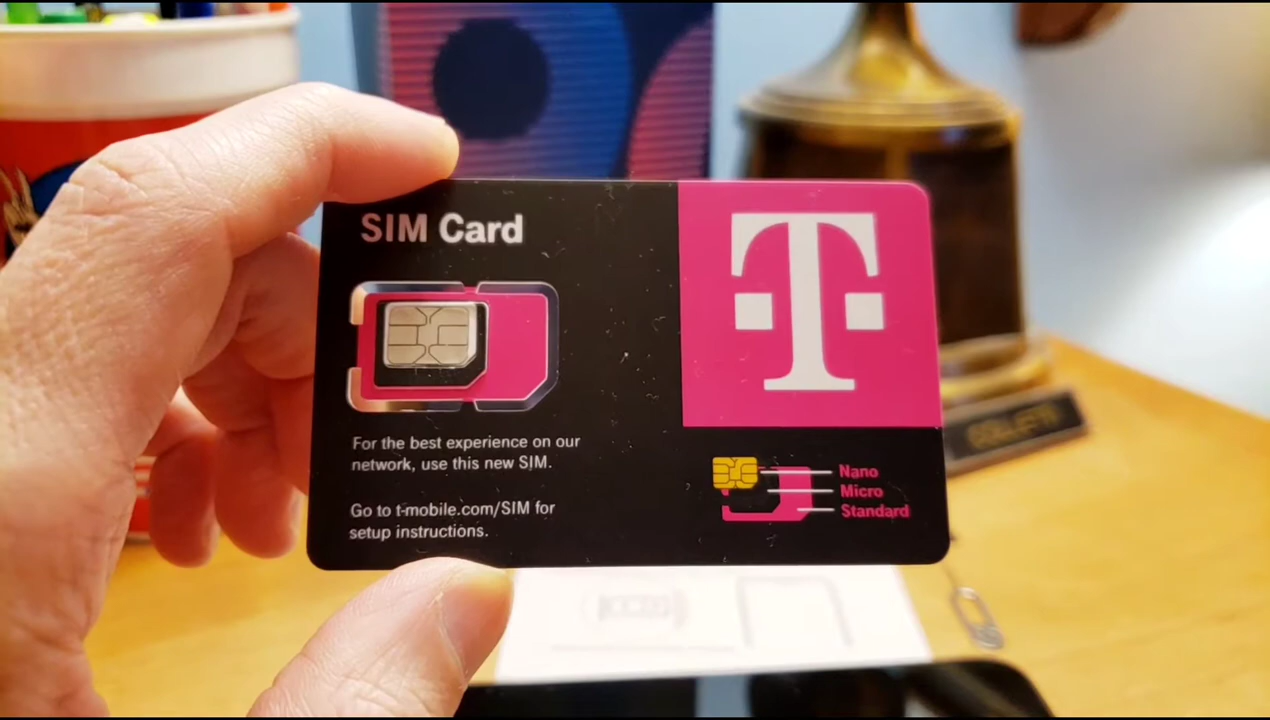 SIM Card
T
For the best experience on our
network, use this new SIM.
Go to t-mobile.com/SIM for
setup instructions.
Nano
Micro
Standard